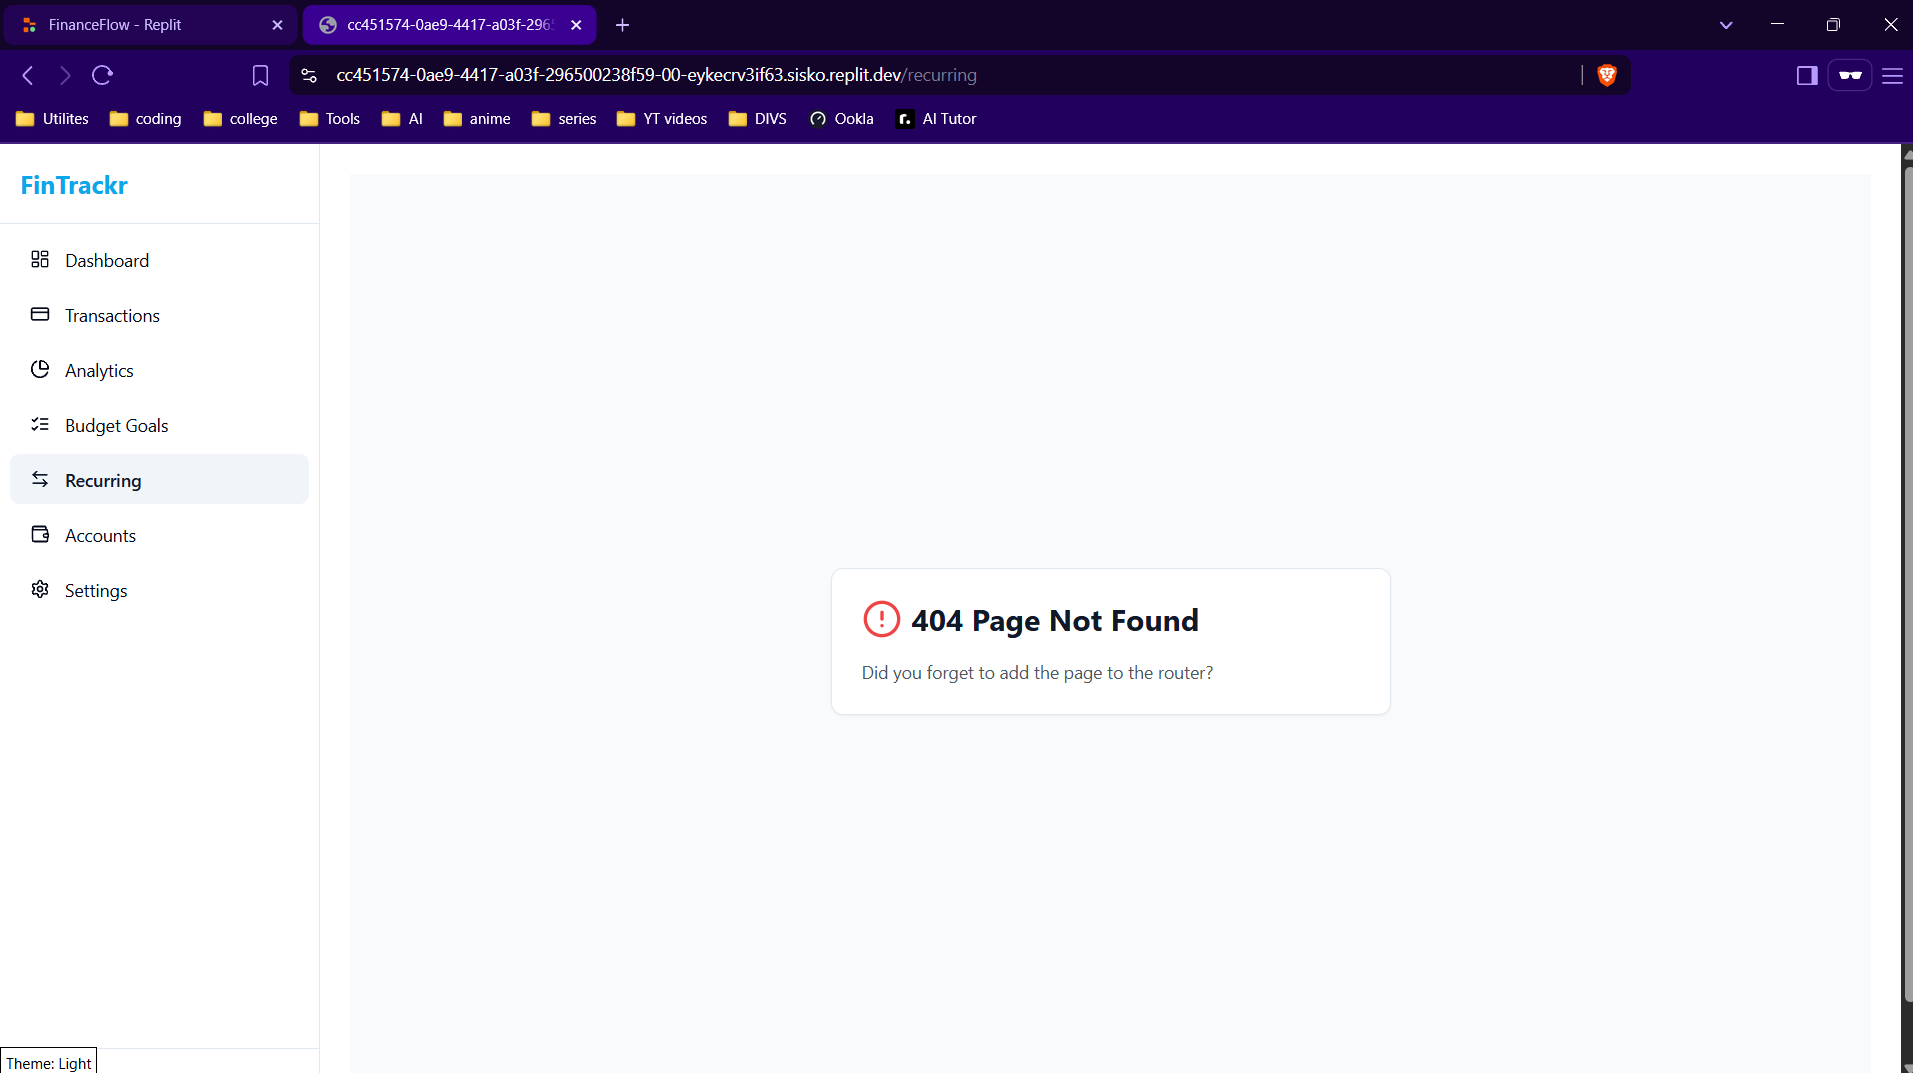 FinanceFlow - Replit
cc451574-0ae9-4417-a03f-296
cc451574-0ae9-4417-a03f-296500238f59-00-eykecrv3if63.sisko.replit.dev/recurring
Utilites
coding
college
Tools
AI
anime
series
YT videos
DIVS
Ookla
AI Tutor
FinTrackr
Dashboard
Transactions
Analytics
Budget Goals
Recurring
Accounts
Settings
404 Page Not Found
Did you forget to add the page to the router?
Theme: Light